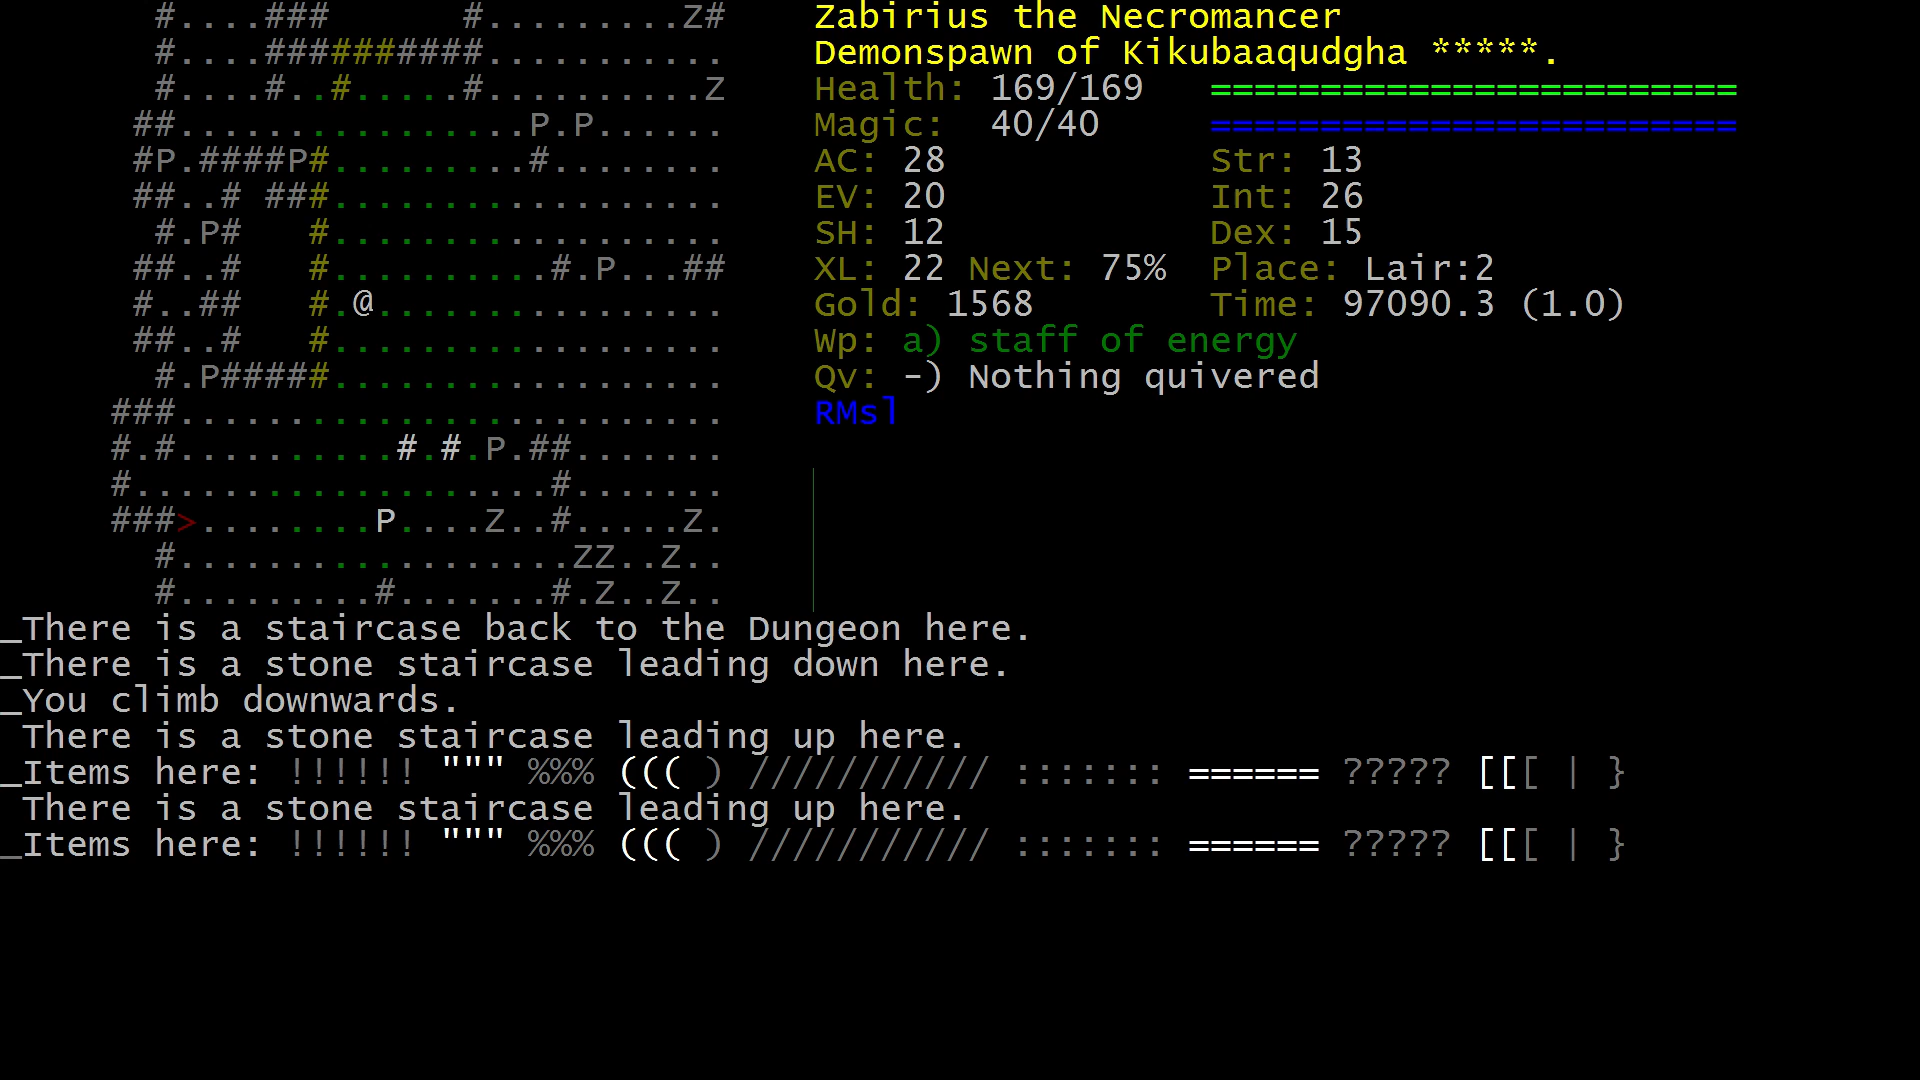 #....###      #.........Z# Zabirius the Necromancer
#....##########........... Demonspawn of Kikubaaqudgha *****.
#....#..#.....#..........Z Health: 169/169 ========================
##................P.P...... Magic: 40/40 ========================
#P.####P#.........#........ AC: 28 Str: 13
##..# ###.................. EV: 20 Int: 26
#.P#   #.................. SH: 12 Dex: 15
##..#   #..........#.P...## XL: 22 Next: 75% Place: Lair:2
#..##   #.@................ Gold: 1568 Time: 97090.3 (1.0)
##..#   #.................. Wp: a) staff of energy
#.P#####.................. Qv: -) Nothing quivered
###......................... RMsl
#.#..........#.#.P.##.......
#...................#.......
###>........P....Z..#.....Z.
#..................ZZ..Z..
#.........#.......#.Z..Z..
_There is a staircase back to the Dungeon here.
_There is a stone staircase leading down here.
_You climb downwards.
There is a stone staircase leading up here.
_Items here: !!!!!! """ %%% ((( ) /////////// ::::::: ====== ????? [[[ | }
There is a stone staircase leading up here.
_Items here: !!!!!! """ %%% ((( ) /////////// ::::::: ====== ????? [[[ | }